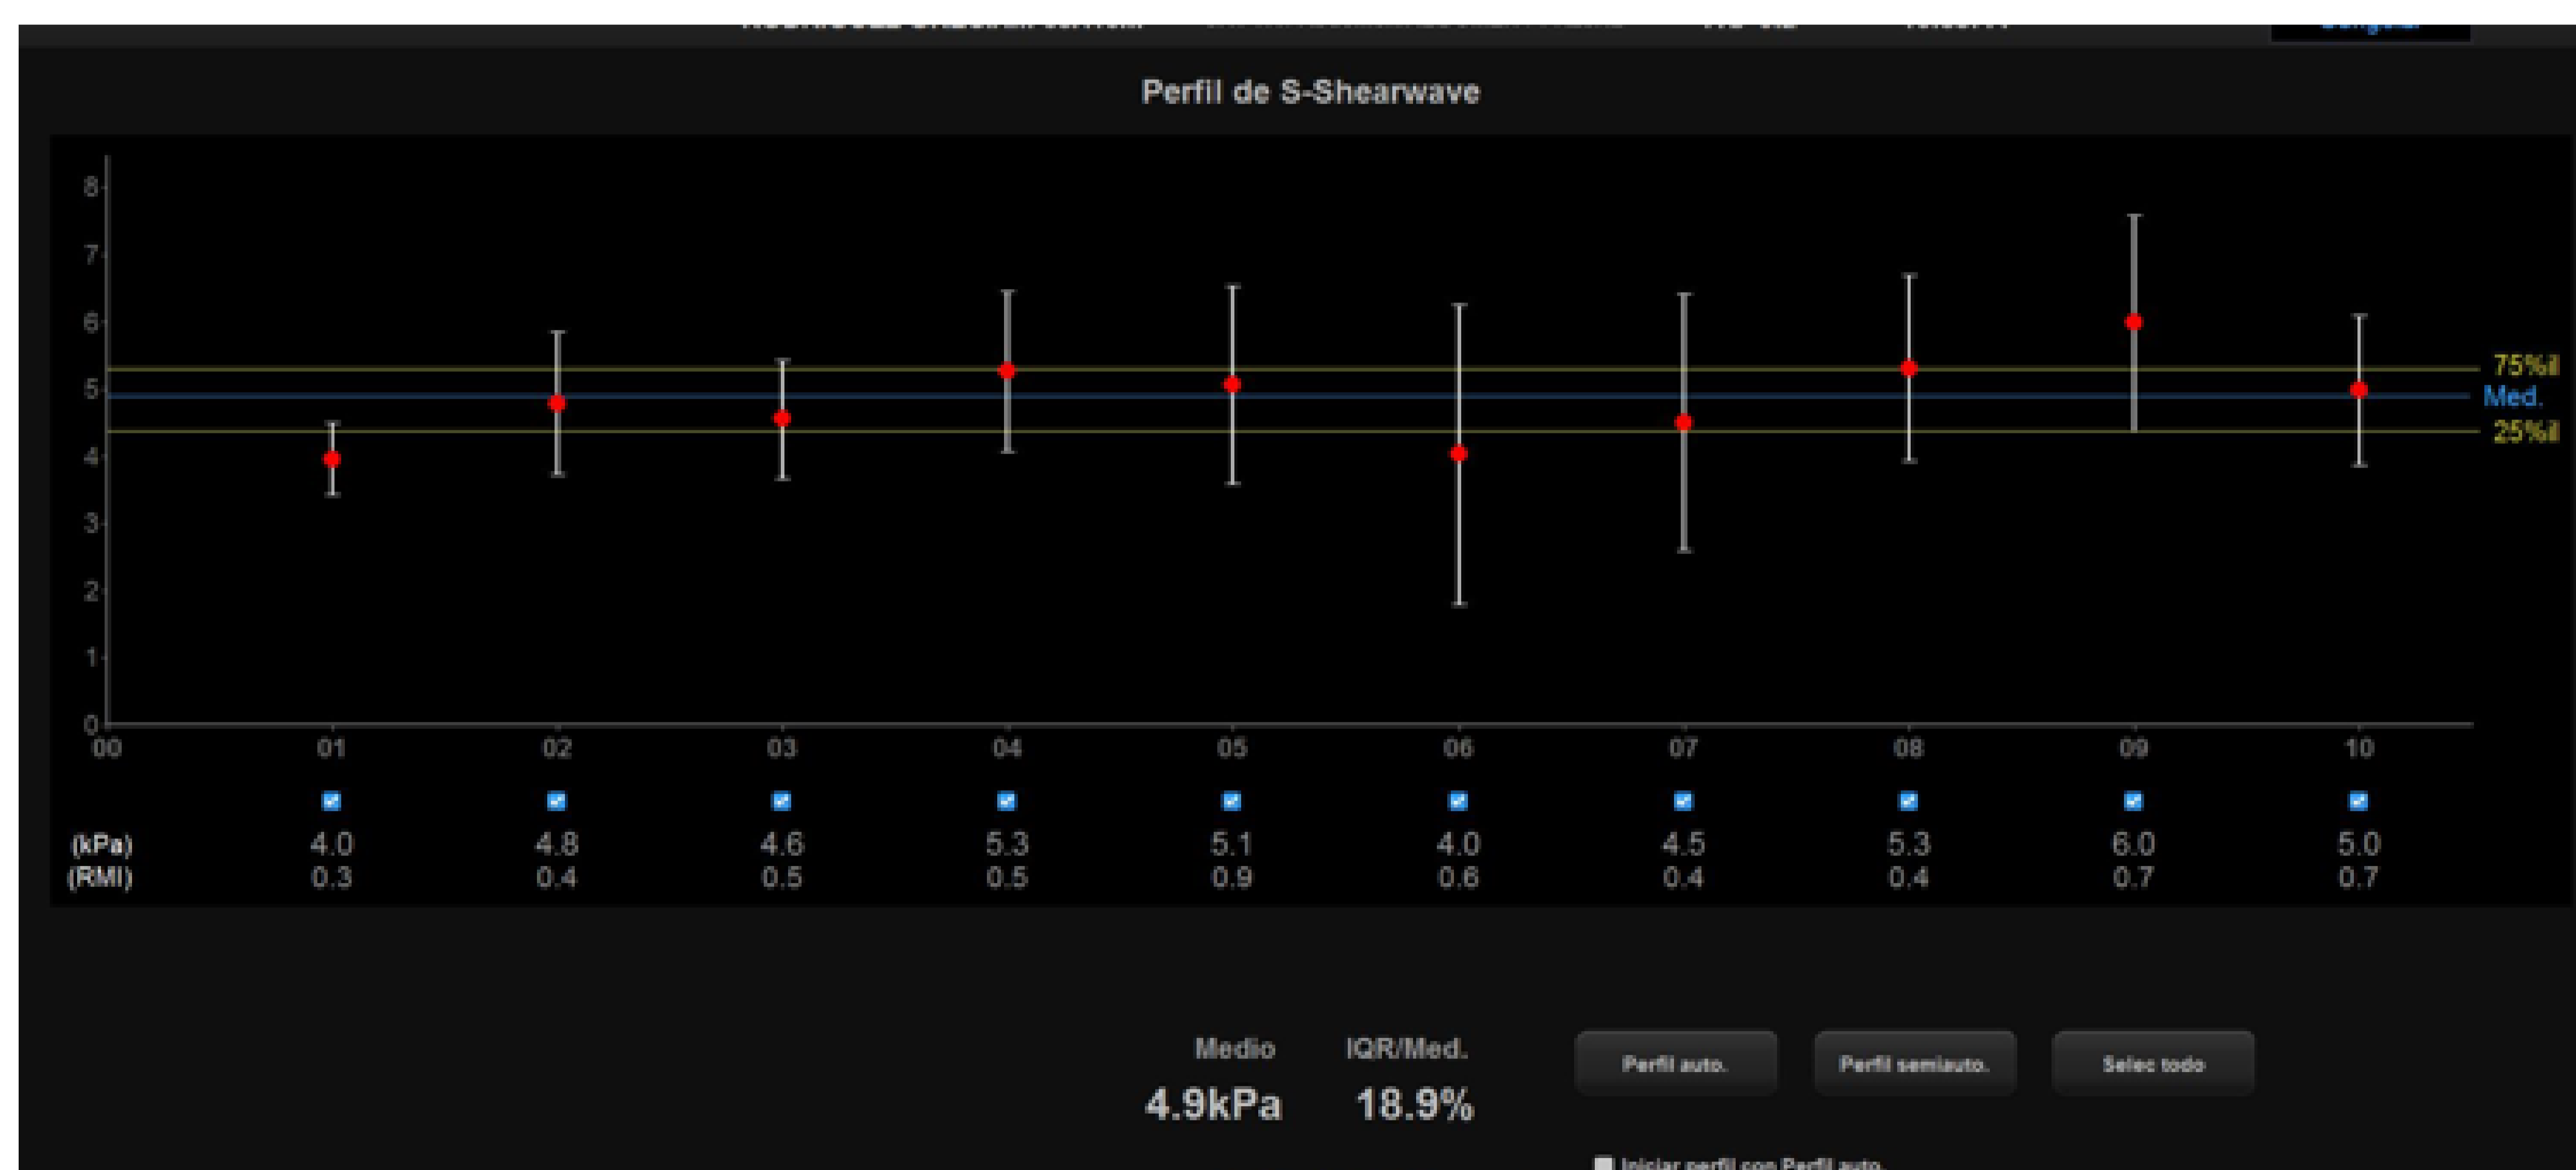 Perfil de S-Shearwave
8
7
6
5
4
3
2
1
0
75%il
Med.
25%il
00 01 02 03 04 05 06 07 08 09 10
(kPa) 4.0 4.8 4.6 5.3 5.1 4.0 4.5 5.3 6.0 5.0
(RMI) 0.3 0.4 0.5 0.5 0.9 0.6 0.4 0.4 0.7 0.7
Medio IQR/Med.
Perfil auto. Perfil semiauto. Selec todo
4.9kPa 18.9%
Iniciar perfil con Perfil auto.